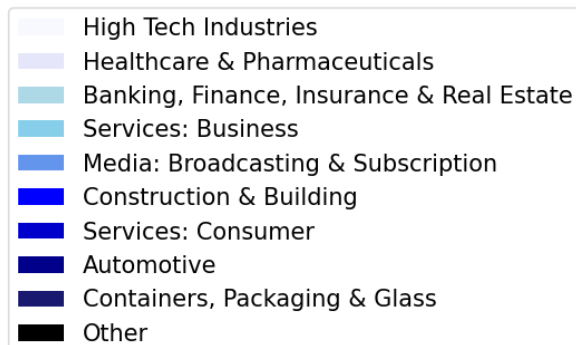 High Tech Industries
Healthcare & Pharmaceuticals
Banking, Finance, Insurance & Real Estate
Services: Business
Media: Broadcasting & Subscription
Construction & Building
Services: Consumer
Automotive
Containers, Packaging & Glass
Other